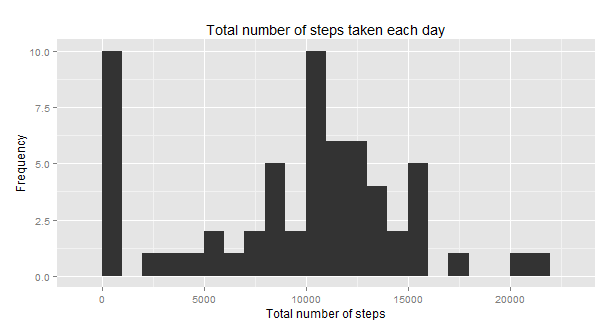 Total number of steps taken each day
10.0
7.5
5.0
2.5
0.0
Frequency
0 5000 10000 15000 20000
Total number of steps